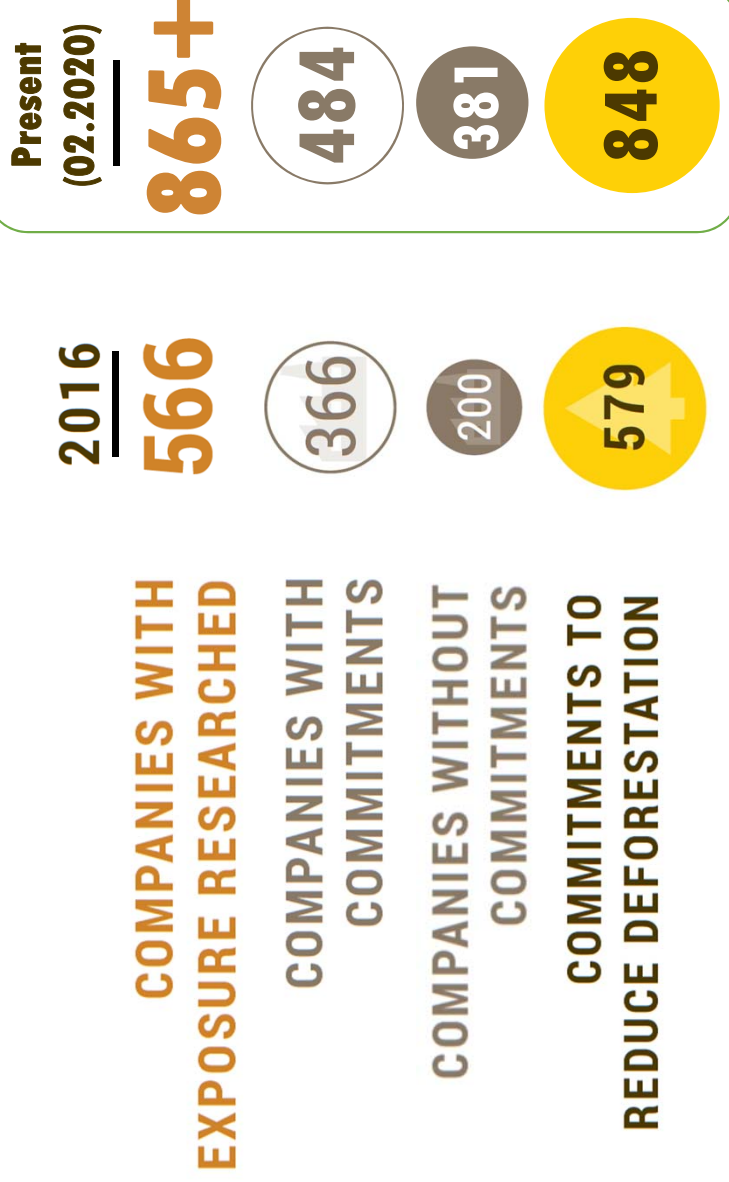 2016
Present
(02.2020)
COMPANIES WITH
EXPOSURE RESEARCHED
566
865+
COMPANIES WITH
COMMITMENTS
366
484
COMPANIES WITHOUT
COMMITMENTS
200
381
COMMITMENTS TO
REDUCE DEFORESTATION
579
848